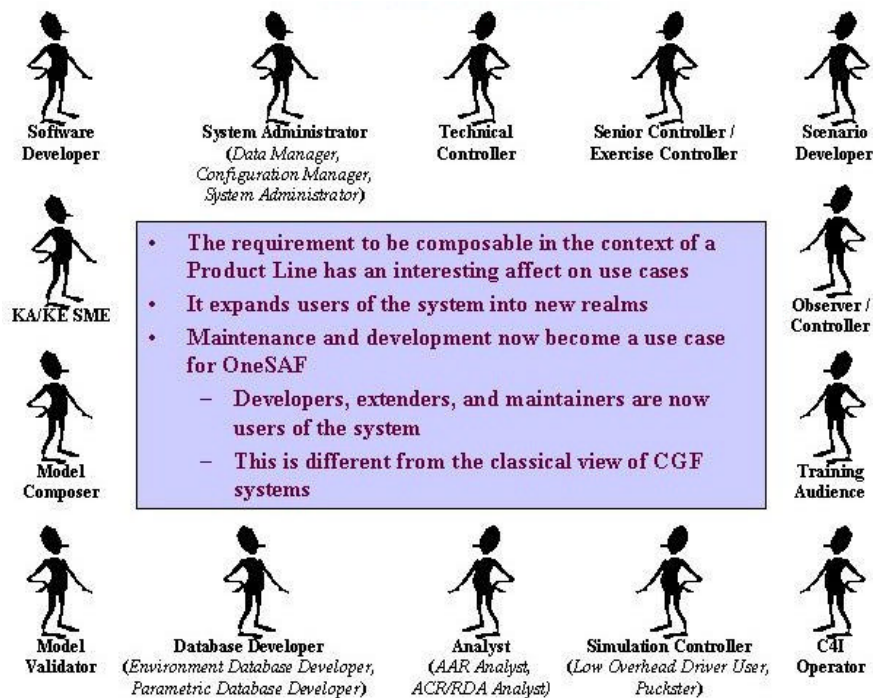 Software
Developer
System Administrator
(Data Manager,
Configuration Manager,
System Administrator)
Technical
Controller
Senior Controller /
Exercise Controller
Scenario
Developer
KA/KE SME
• The requirement to be composable in the context of a
Product Line has an interesting affect on use cases
• It expands users of the system into new realms
• Maintenance and development now become a use case
for OneSAF
– Developers, extenders, and maintainers are now
users of the system
– This is different from the classical view of CGF
systems
Observer /
Controller
Model
Composer
Training
Audience
Model
Validator
Database Developer
(Environment Database Developer,
Parametric Database Developer)
Analyst
(AAR Analyst,
ACR/RDA Analyst)
Simulation Controller
(Low Overhead Driver User,
Puckster)
C4I
Operator